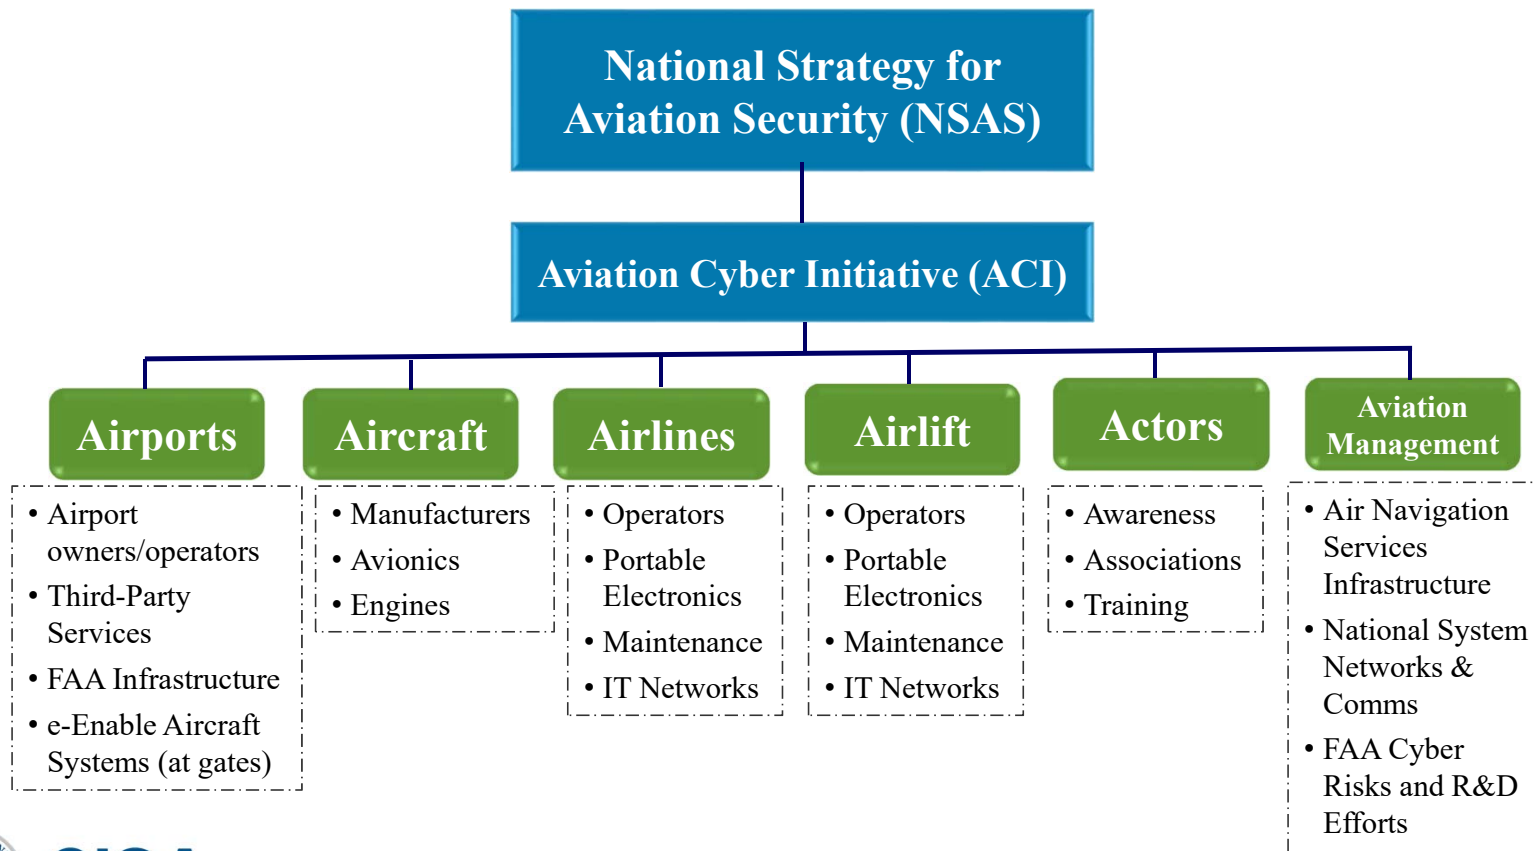 National Strategy for
Aviation Security (NSAS)
Aviation Cyber Initiative (ACI)
Airports
• Airport
owners/operators
• Third-Party
Services
• FAA Infrastructure
• e-Enable Aircraft
Systems (at gates)
Aircraft
• Manufacturers
• Avionics
• Engines
Airlines
• Operators
• Portable
Electronics
• Maintenance
• IT Networks
Airlift
• Operators
• Portable
Electronics
• Maintenance
• IT Networks
Actors
• Awareness
• Associations
• Training
Aviation
Management
• Air Navigation
Services
Infrastructure
• National System
Networks &
Comms
• FAA Cyber
Risks and R&D
Efforts